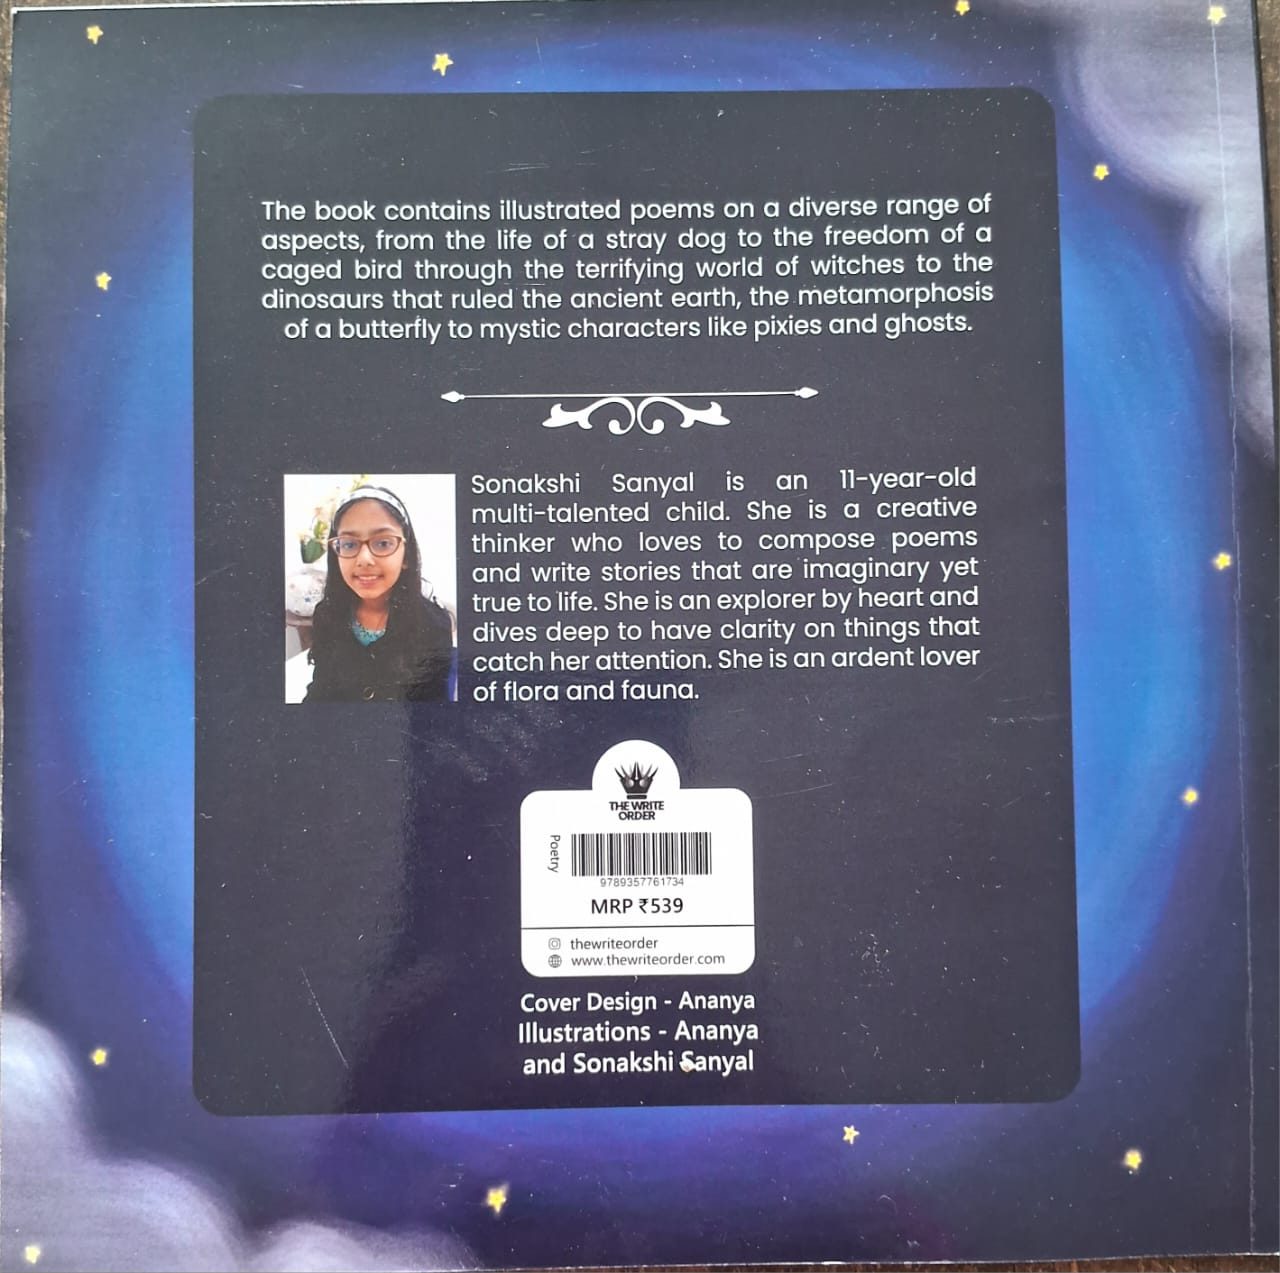 The book contains illustrated poems on a diverse range of
aspects, from the life of a stray dog to the freedom of a
caged bird through the terrifying world of witches to the
dinosaurs that ruled the ancient earth, the metamorphosis
of a butterfly to mystic characters like pixies and ghosts.
Sonakshi Sanyal is an 11-year-old
multi-talented child. She is a creative
thinker who loves to compose poems
and write stories that are imaginary yet
true to life. She is an explorer by heart and
dives deep to have clarity on things that
catch her attention. She is an ardent lover
of flora and fauna.
THE WRITE
ORDER
Poetry
9789357761734
MRP ₹539
thewriteorder
www.thewriteorder.com
Cover Design - Ananya
Illustrations - Ananya
and Sonakshi Sanyal